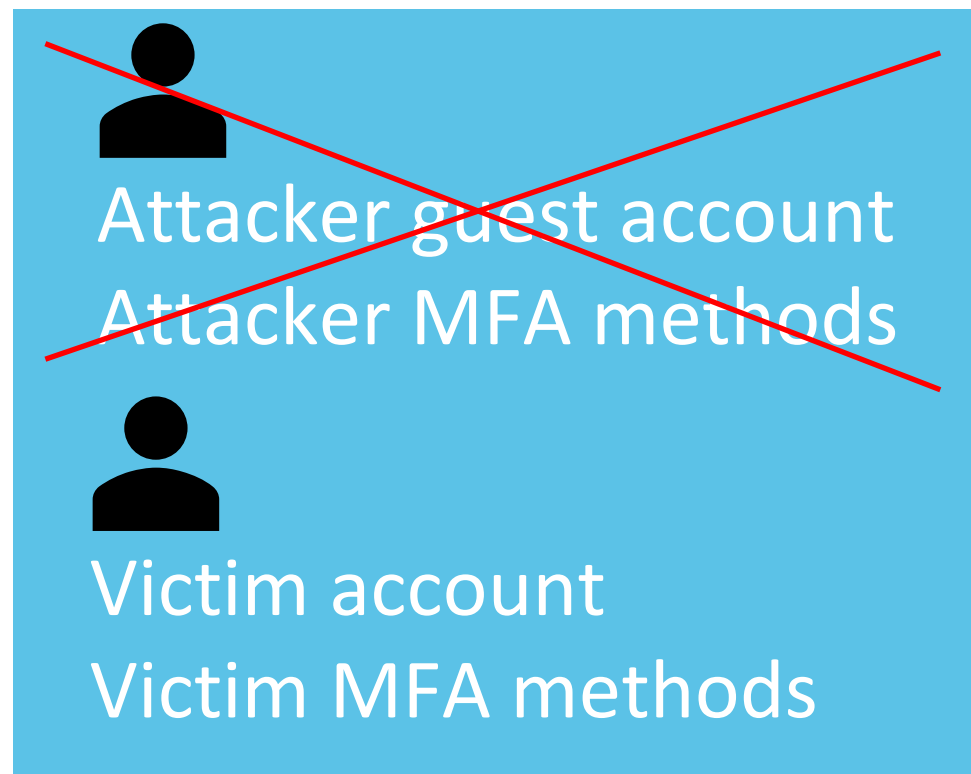 Attacker guest account
Attacker MFA methods
Victim account
Victim MFA methods